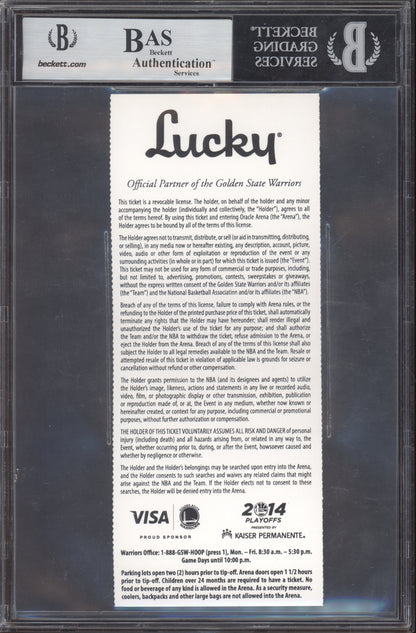 BAS
Beckett
Authentication
Services
beckett.com
BECKETT
GRADING
SERVICES
Lucky®
Official Partner of the Golden State Warriors
This ticket is a revocable license. The holder, on behalf of the holder and any minor
accompanying the holder (individually and collectively, the "Holder"), agrees to all
of the terms. By using this ticket and entering Oracle Arena (the "Arena"), the
Holder agrees to be bound by all of the terms of this license.
The Holder agrees not to transmit, distribute, or sell (or aid in transmitting, distributing,
or selling), in any media now or hereafter existing, any description, account, picture,
video, audio or other form of exploitation or reproduction of the event or any
surrounding activities (in whole or in part) for which this ticket is issued (the "Event").
This ticket may not be used for any form of commercial or trade purposes, including,
but not limited to, advertising, promotions, contests, sweepstakes or giveaways,
without the express written consent of the Golden State Warriors and/or its affiliates
(the "Team") and the National Basketball Association and/or its affiliates (the "NBA").
Breach of any of the terms of this license, failure to comply with Arena rules, or the
refunding to the Holder of the printed purchase price of this ticket, shall automatically
terminate any rights that the Holder may have hereunder; shall render illegal and
unauthorized the Holder's use of the ticket for any purpose; and shall authorize
the Team and/or the NBA to withdraw the ticket, refuse admission to the Arena, or
eject the Holder from the Arena. Breach of any of the terms of this license shall also
subject the Holder to all legal remedies available to the NBA and the Team. Resale or
attempted resale of this ticket in violation of applicable law is grounds for seizure or
cancellation without refund or other compensation.
The Holder grants permission to the NBA (and its designees and agents) to utilize
the Holder's image, likeness, actions and statements in any live or recorded audio,
video, film, or photographic display or other transmission, exhibition, publication
or reproduction made of, or at, the Event in any medium, whether now known or
hereinafter created, or context for any purpose, including commercial or promotional
purposes, without further authorization or compensation.
THE HOLDER OF THIS TICKET VOLUNTARILY ASSUMES ALL RISK AND DANGER of personal
injury (including death) and all hazards arising from, or related in any way to, the
Event, whether occurring prior to, during, or after the Event, howsoever caused and
whether by negligence or otherwise.
The Holder and the Holder's belongings may be searched upon entry into the Arena,
and the Holder consents to such searches and waives any related claims that might
arise against the NBA and the Team. If the Holder elects not to consent to these
searches, the Holder will be denied entry into the Arena.
VISA
PROUD SPONSOR
2014
PLAYOFFS
PRESENTED BY
KAISER PERMANENTE.
Warriors Office: 1-888-GSW-HOOP (press 1), Mon. – Fri. 8:30 a.m. – 5:30 p.m.
Game Days until 10:00 p.m.
Parking lots open two (2) hours prior to tip-off. Arena doors open 1 1/2 hours
prior to tip-off. Children over 24 months are required to have a ticket. No
food or beverage of any kind is allowed in the Arena. As a security measure,
coolers, backpacks and other large bags are not allowed into the Arena.